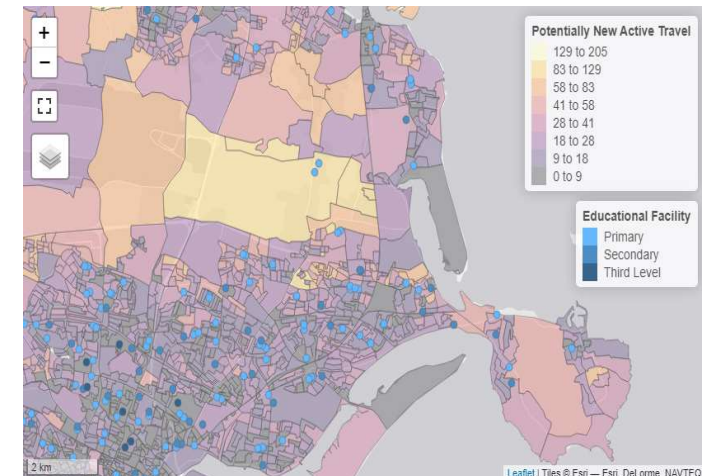 +
−
Potentially New Active Travel
129 to 205
83 to 129
58 to 83
41 to 58
28 to 41
18 to 28
9 to 18
0 to 9
Educational Facility
Primary
Secondary
Third Level
2 km
Leaflet | Tiles © Esri — Esri, DeLorme, NAVTEQ